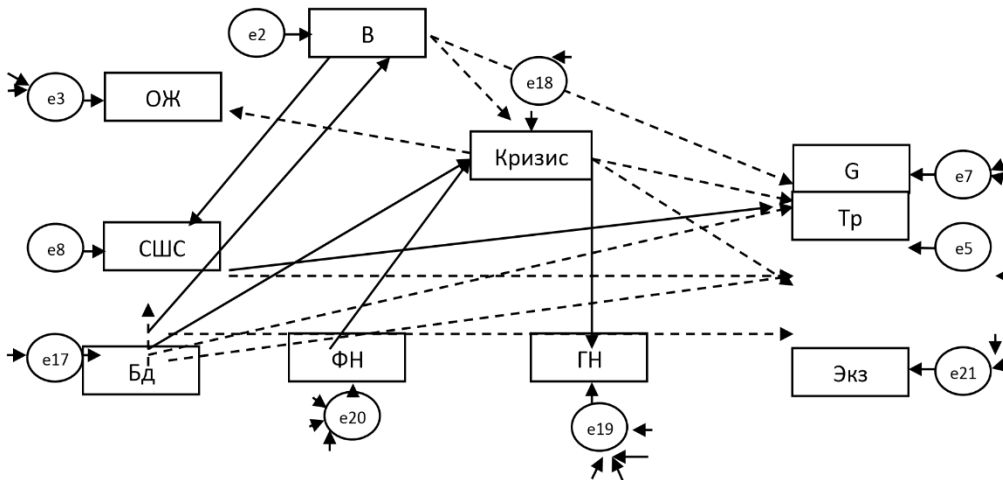 e2
В
e18
e3
ОЖ
Кризис
G
e7
Тр
e8
СШС
e5
e17
Бд
ФН
ГН
Экз
e21
e20
e19